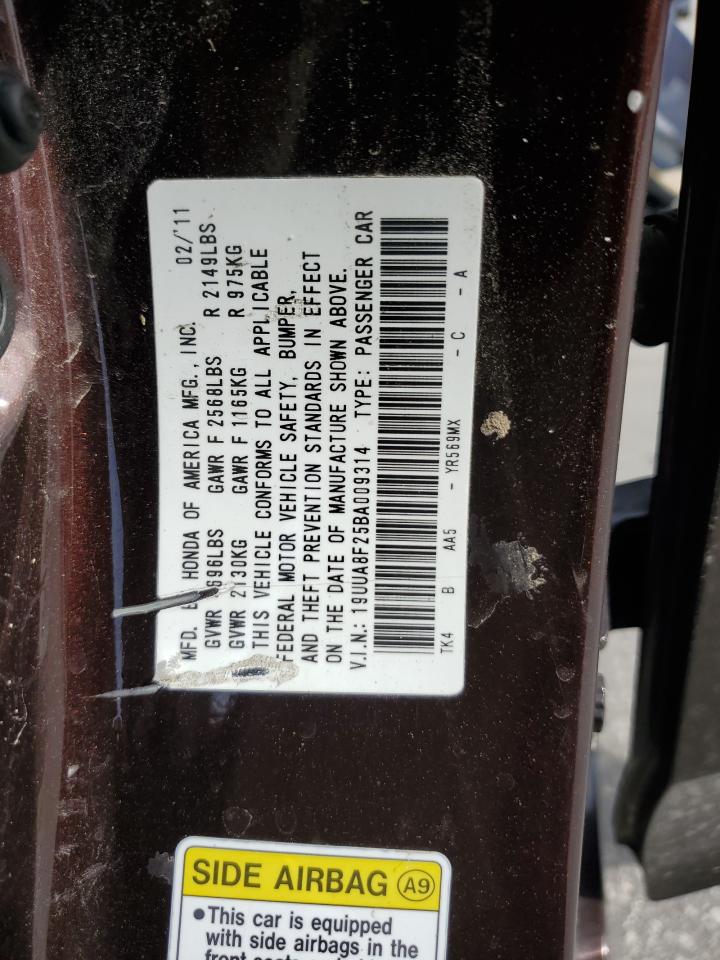 MFD. B HONDA OF AMERICA MFG., INC. 02/'11
GVWR 696LBS GAWR F 2568LBS R 2149LBS
GVWR 2130KG GAWR F 1165KG R 975KG
THIS VEHICLE CONFORMS TO ALL APPLICABLE
FEDERAL MOTOR VEHICLE SAFETY, BUMPER,
AND THEFT PREVENTION STANDARDS IN EFFECT
ON THE DATE OF MANUFACTURE SHOWN ABOVE.
V.I.N.: 19UUA8F25BA009314 TYPE: PASSENGER CAR
TK4 B AA5 - YR569MX - C - A
SIDE AIRBAG A9
•This car is equipped
with side airbags in the
front seats